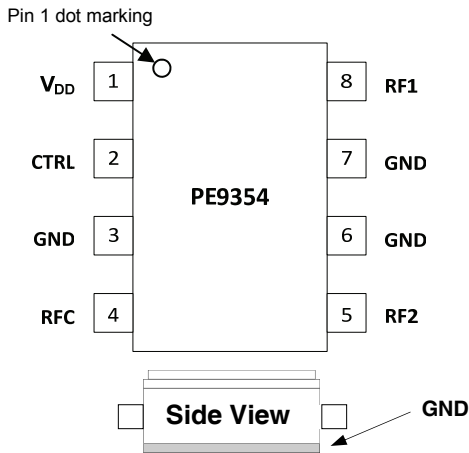 Pin 1 dot marking
VDD 1 8 RF1
CTRL 2 7 GND
PE9354
GND 3 6 GND
RFC 4 5 RF2
Side View
GND